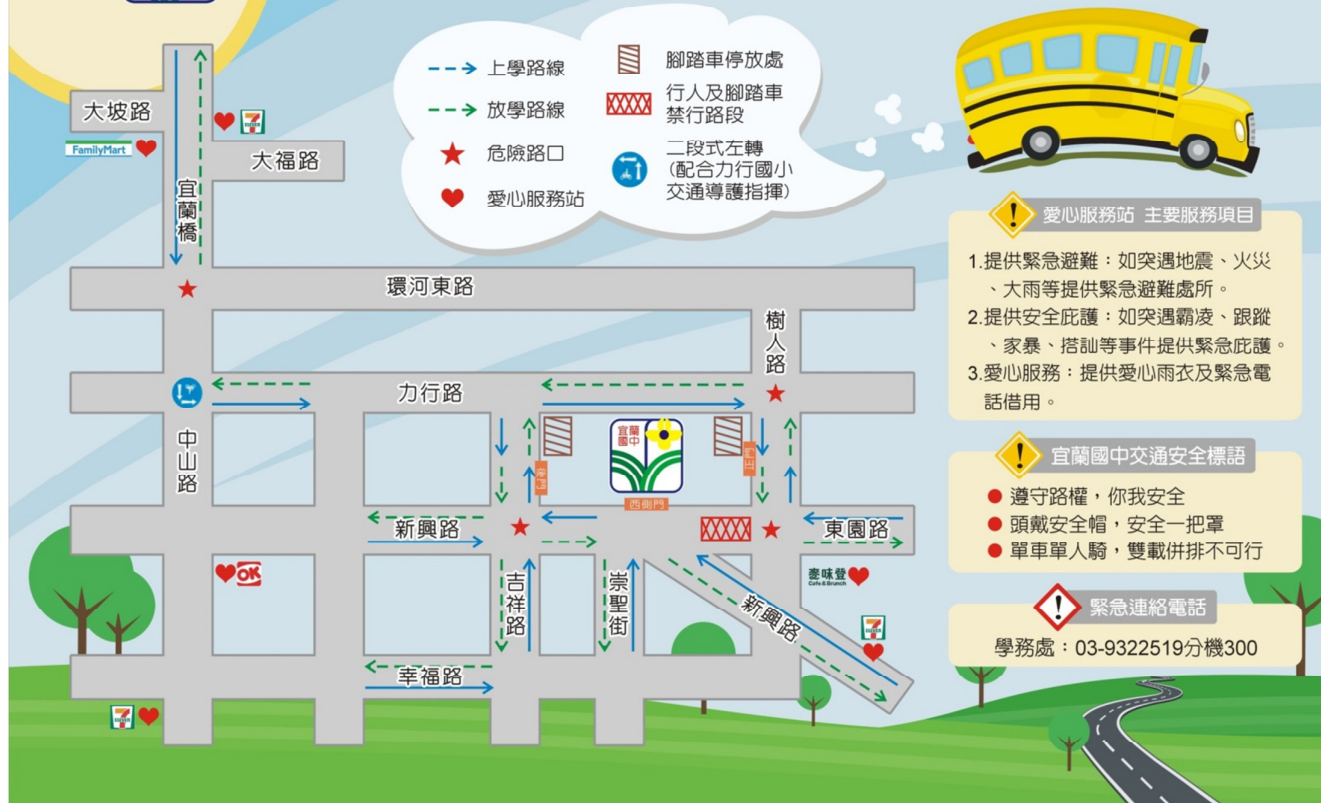 上學路線
放學路線
危險路口
愛心服務站
腳踏車停放處
行人及腳踏車
禁行路段
二段式左轉
(配合力行國小
交通導護指揮)
大坡路
FamilyMart
7
ELEVEN
大福路
宜蘭橋
環河東路
樹人路
力行路
中山路
宜蘭
國中
後門
正門
西側門
新興路
東園路
OK
吉祥路
崇聖街
新興路
麥味登
Cafe & Brunch
7
ELEVEN
幸福路
7
ELEVEN
愛心服務站 主要服務項目
1.提供緊急避難：如突遇地震、火災
、大雨等提供緊急避難處所。
2.提供安全庇護：如突遇霸凌、跟蹤
、家暴、搭訕等事件提供緊急庇護。
3.愛心服務：提供愛心雨衣及緊急電
話借用。
宜蘭國中交通安全標語
遵守路權，你我安全
頭戴安全帽，安全一把罩
單車單人騎，雙載併排不可行
緊急連絡電話
學務處：03-9322519分機300